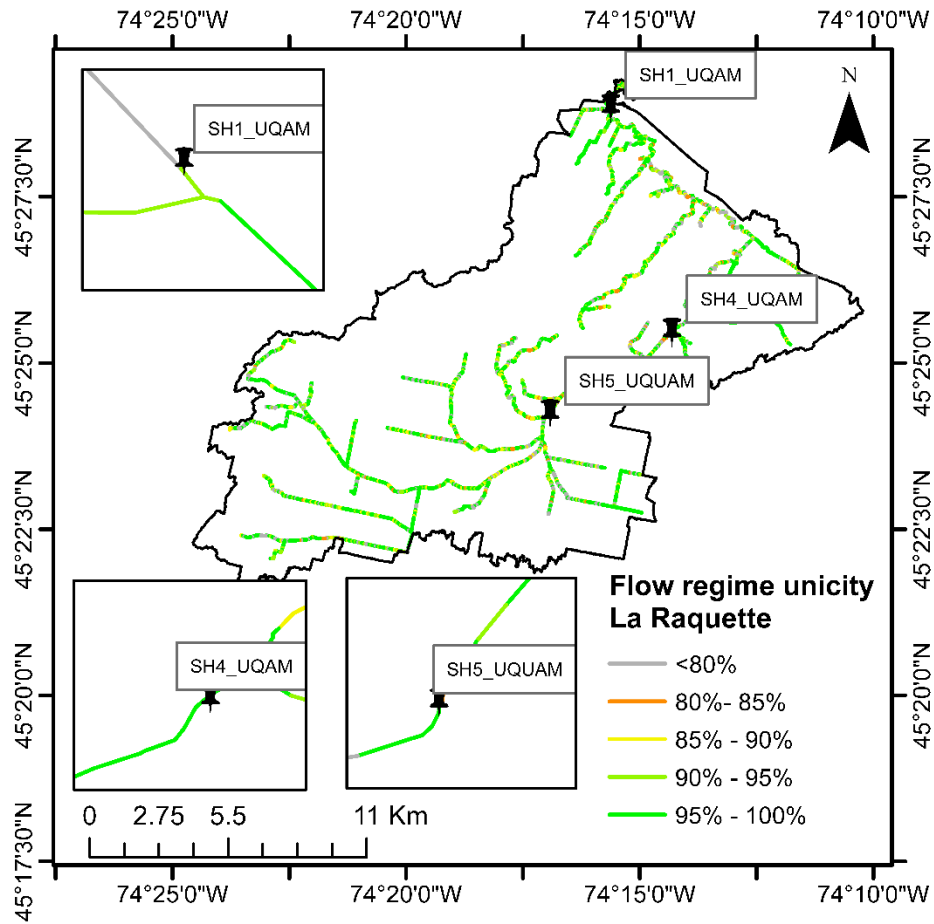 74°25'0"W 74°20'0"W 74°15'0"W 74°10'0"W
SH1_UQAM
N
SH1_UQAM
45°27'30"N
45°27'30"N
SH4_UQAM
45°25'0"N
45°25'0"N
SH5_UQUAM
45°22'30"N
45°22'30"N
Flow regime unicity
La Raquette
<80%
80%- 85%
85% - 90%
90% - 95%
95% - 100%
SH4_UQAM
SH5_UQUAM
45°20'0"N
45°20'0"N
0 2.75 5.5 11 Km
45°17'30"N
45°17'30"N
74°25'0"W 74°20'0"W 74°15'0"W 74°10'0"W